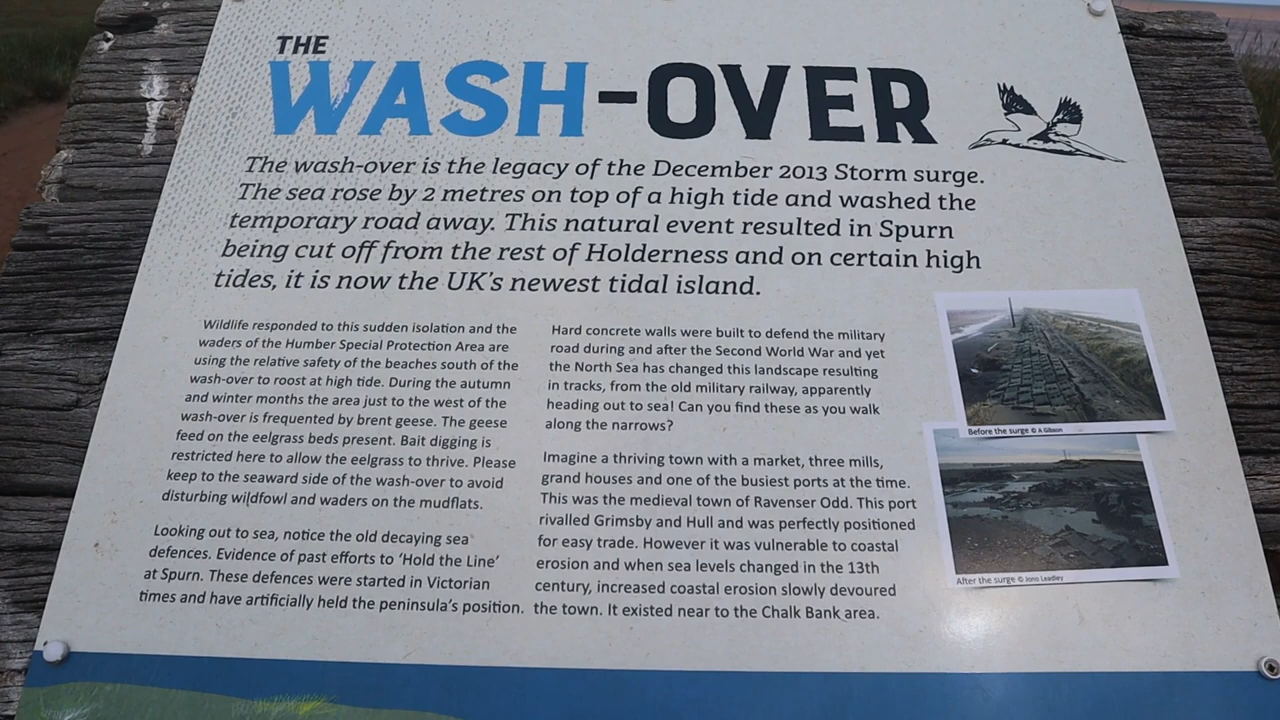 THE
WASH-OVER
The wash-over is the legacy of the December 2013 Storm surge.
The sea rose by 2 metres on top of a high tide and washed the
temporary road away. This natural event resulted in Spurn
being cut off from the rest of Holderness and on certain high
tides, it is now the UK's newest tidal island.
Wildlife responded to this sudden isolation and the
waders of the Humber Special Protection Area are
using the relative safety of the beaches south of the
wash-over to roost at high tide. During the autumn
and winter months the area just to the west of the
wash-over is frequented by brent geese. The geese
feed on the eelgrass beds present. Bait digging is
restricted here to allow the eelgrass to thrive. Please
keep to the seaward side of the wash-over to avoid
disturbing wildfowl and waders on the mudflats.
Looking out to sea, notice the old decaying sea
defences. Evidence of past efforts to 'Hold the Line'
at Spurn. These defences were started in Victorian
times and have artificially held the peninsula's position.
Hard concrete walls were built to defend the military
road during and after the Second World War and yet
the North Sea has changed this landscape resulting
in tracks, from the old military railway, apparently
heading out to sea! Can you find these as you walk
along the narrows?
Imagine a thriving town with a market, three mills,
grand houses and one of the busiest ports at the time.
This was the medieval town of Ravenser Odd. This port
rivalled Grimsby and Hull and was perfectly positioned
for easy trade. However it was vulnerable to coastal
erosion and when sea levels changed in the 13th
century, increased coastal erosion slowly devoured
the town. It existed near to the Chalk Bank area.
Before the surge © A Gibson
After the surge © Jono Leadley